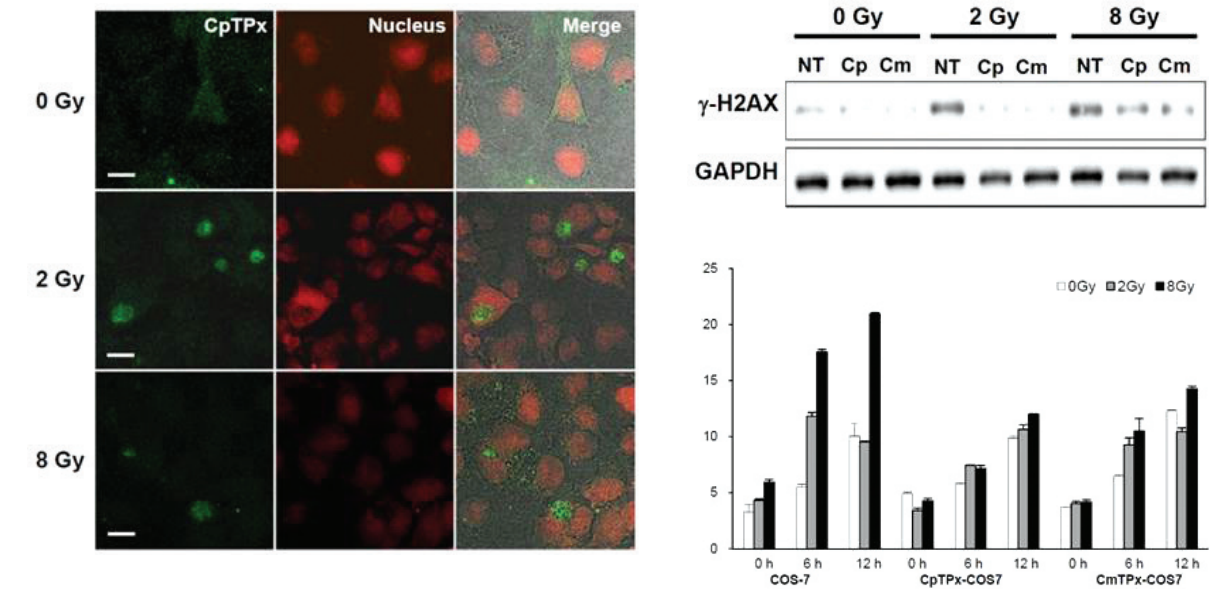 CpTPx Nucleus Merge
0 Gy
2 Gy
8 Gy
0 Gy 2 Gy 8 Gy
NT Cp Cm NT Cp Cm NT Cp Cm
γ-H2AX
GAPDH
25
20
15
10
5
0
0Gy 2Gy 8Gy
0 h 6 h 12 h 0 h 6 h 12 h 0 h 6 h 12 h
COS-7 CpTPx-COS7 CmTPx-COS7